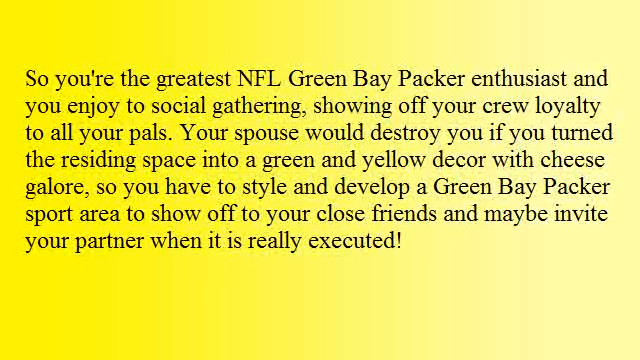 So you're the greatest NFL Green Bay Packer enthusiast and
you enjoy to social gathering, showing off your crew loyalty
to all your pals. Your spouse would destroy you if you turned
the residing space into a green and yellow decor with cheese
galore, so you have to style and develop a Green Bay Packer
sport area to show off to your close friends and maybe invite
your partner when it is really executed!